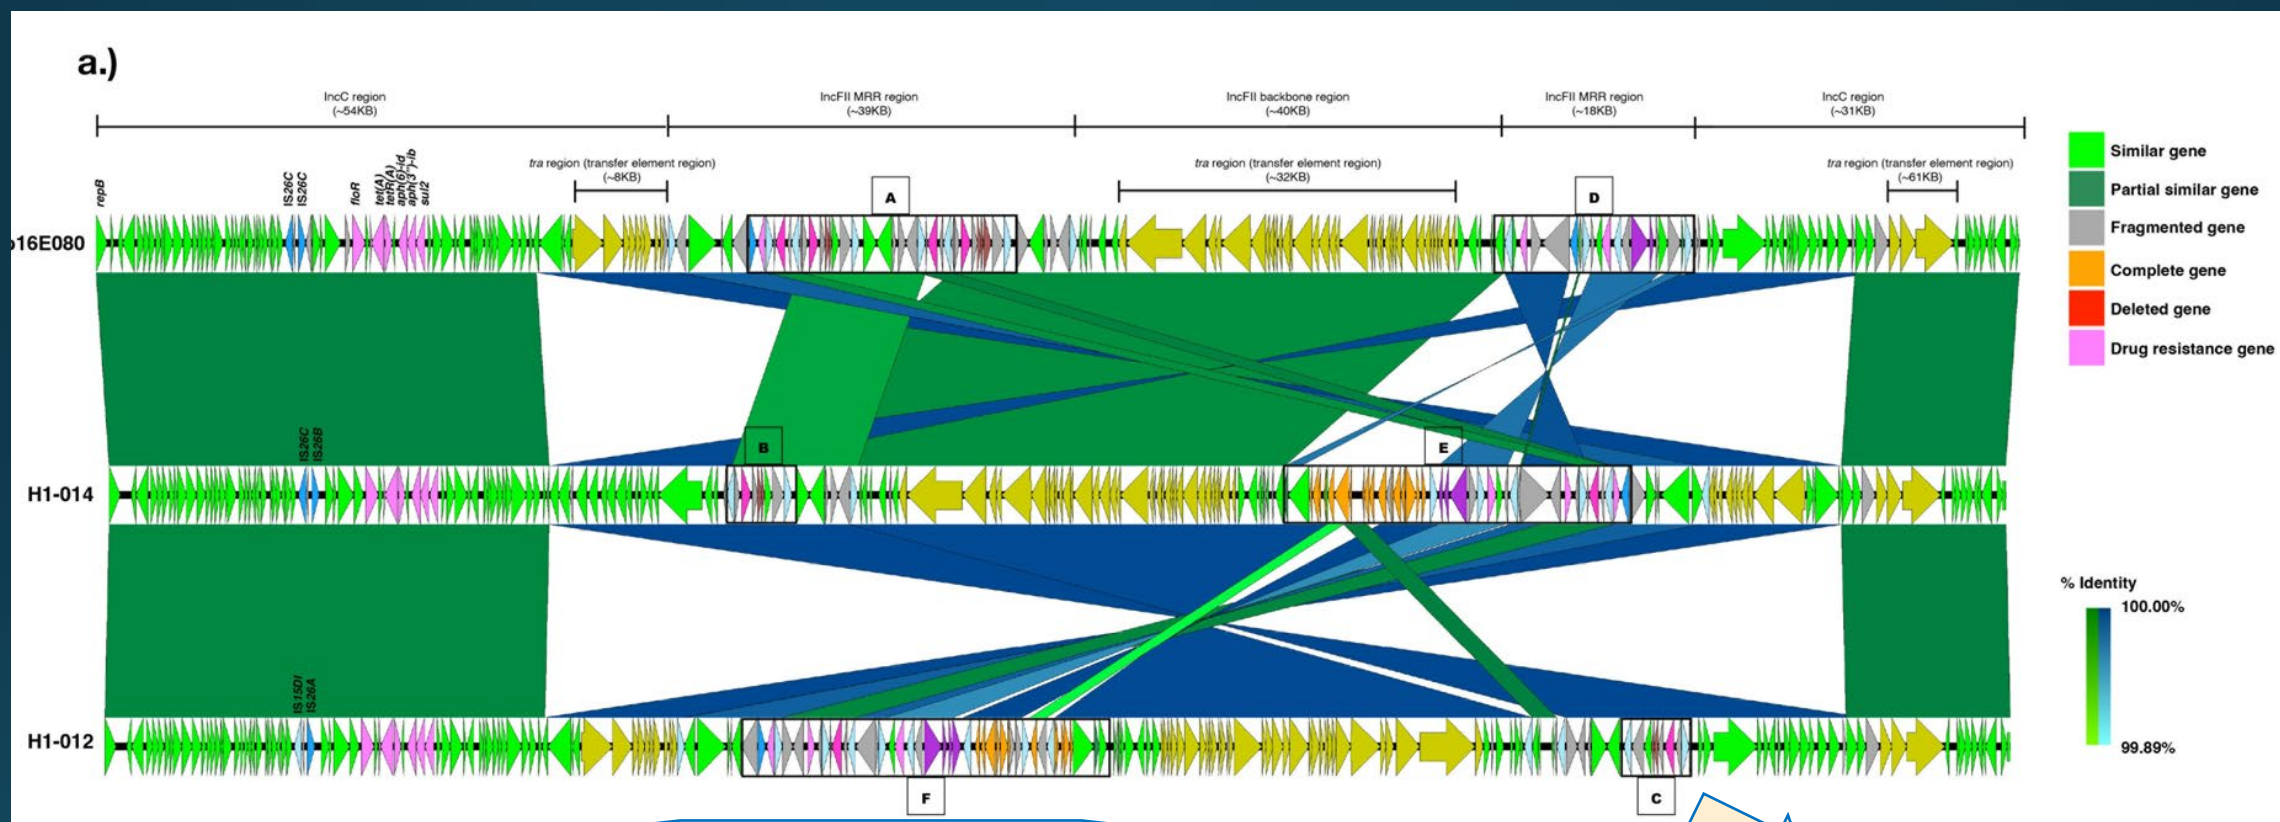 a.)
IncC region
(~54KB)
IncFII MRR region
(~39KB)
IncFII backbone region
(~40KB)
IncFII MRR region
(~18KB)
IncC region
(~31KB)
tra region (transfer element region)
(~8KB)
tra region (transfer element region)
(~32KB)
tra region (transfer element region)
(~61KB)
repB
IS26C
IS26C
floR
tet(A)
tetR(A)
aph(6)-Id
aph(3'')-ib
sul2
A
D
p16E080
IS26C
IS26B
B
E
H1-014
IS15DI
IS26A
H1-012
F
C
Similar gene
Partial similar gene
Fragmented gene
Complete gene
Deleted gene
Drug resistance gene
% Identity
100.00%
99.89%